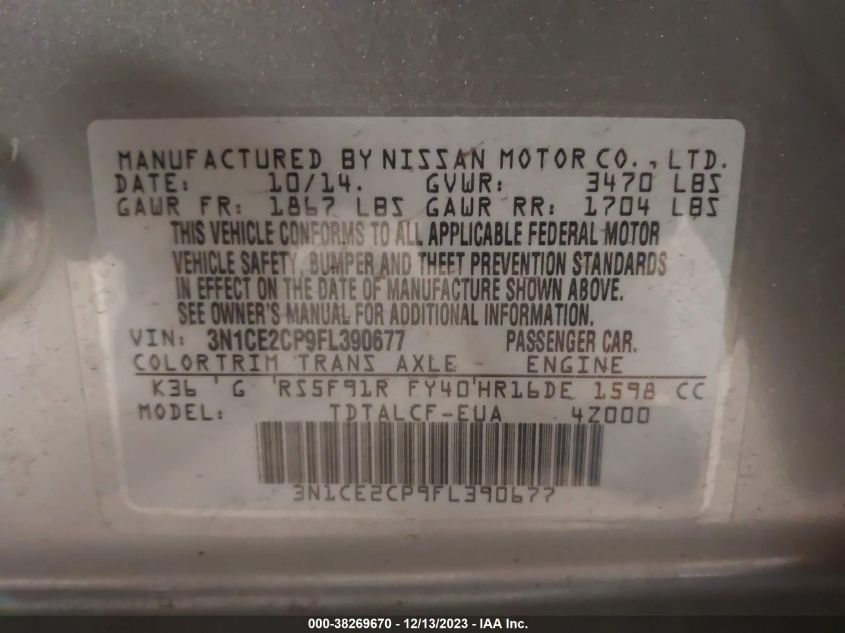 MANUFACTURED BY NISSAN MOTOR CO., LTD.
DATE: 10/14. GVWR: 3470 LBS
GAWR FR: 1867 LBS GAWR RR: 1704 LBS
THIS VEHICLE CONFORMS TO ALL APPLICABLE FEDERAL MOTOR
VEHICLE SAFETY, BUMPER AND THEFT PREVENTION STANDARDS
IN EFFECT ON THE DATE OF MANUFACTURE SHOWN ABOVE.
SEE OWNER'S MANUAL FOR ADDITIONAL INFORMATION.
VIN: 3N1CE2CP9FL390677 PASSENGER CAR.
COLOR TRIM TRANS AXLE ENGINE
K36 ' G ' RS5F91R FY40 ' HR16DE 1598 CC
MODEL: TDTALCF-EUA 4Z000
3N1CE2CP9FL390677
000-38269670 - 12/13/2023 - IAA Inc.